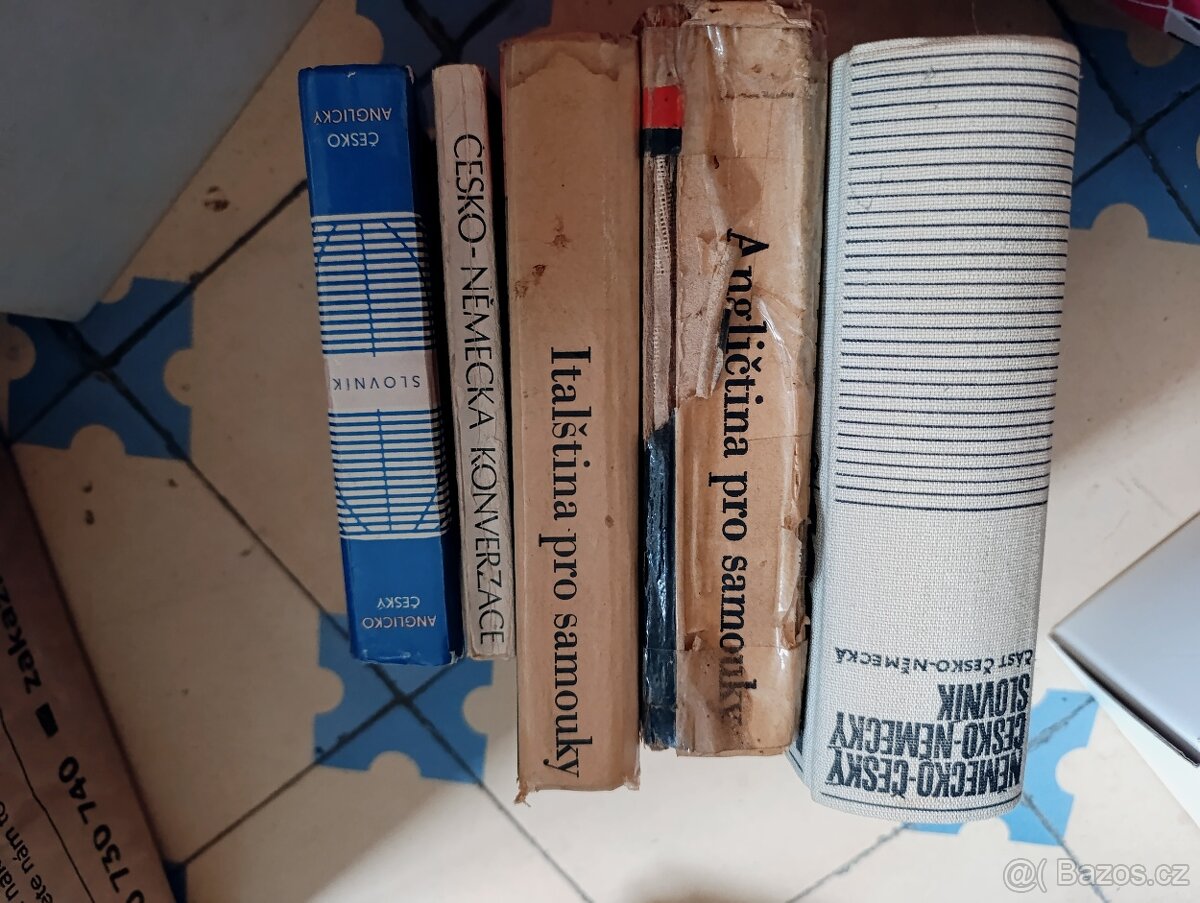 ČESKO
ANGLICKÝ
SLOVNÍK
ANGLICKO
ČESKÝ
ČESKO-NĚMECKÁ KONVERZACE
Italština pro samouky
Angličtina pro samouky
NĚMECKO-ČESKÝ
ČESKO-NĚMECKÝ
SLOVNÍK
ČÁST ČESKO-NĚMECKÁ
730 740
@( Bazos.cz